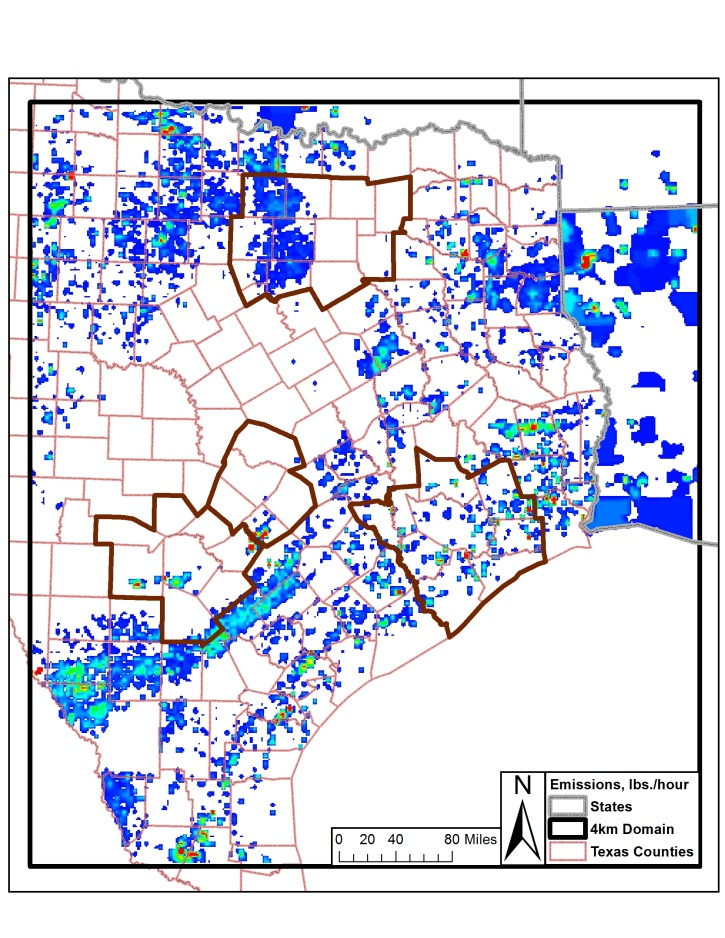 N
Emissions, lbs./hour
States
4km Domain
Texas Counties
0 20 40 80 Miles